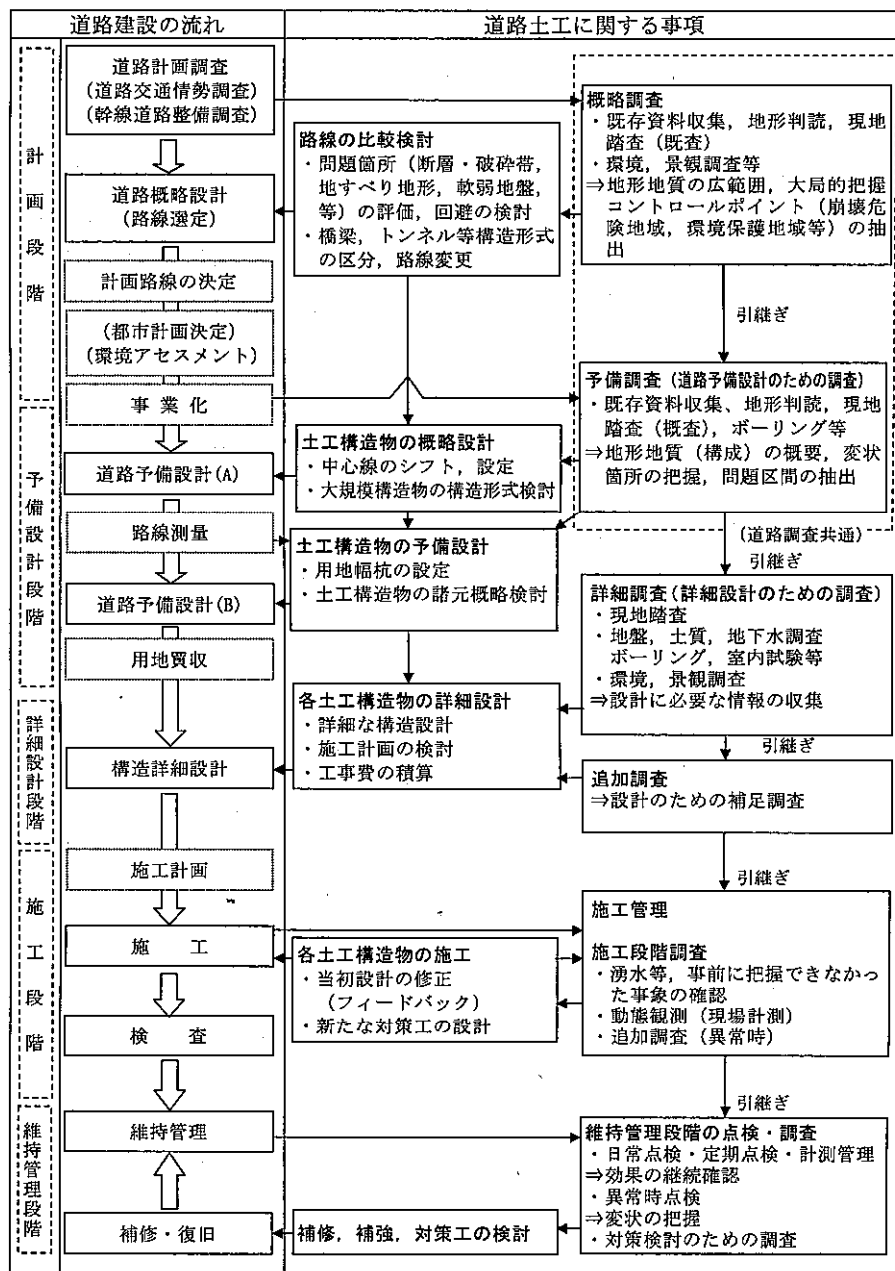 道路建設の流れ
道路土工に関する事項
計画段階
予備設計段階
詳細設計段階
施工段階
維持管理段階
道路計画調査
(道路交通情勢調査)
(幹線道路整備調査)
道路概略設計
(路線選定)
計画路線の決定
(都市計画決定)
(環境アセスメント)
事業化
道路予備設計(A)
路線測量
道路予備設計(B)
用地買収
構造詳細設計
施工計画
施工
検査
維持管理
補修・復旧
路線の比較検討
・問題箇所(断層・破砕帯,
地すべり地形,軟弱地盤,
等)の評価,回避の検討
・橋梁,トンネル等構造形式
の区分,路線変更
土工構造物の概略設計
・中心線のシフト,設定
・大規模構造物の構造形式検討
土工構造物の予備設計
・用地幅杭の設定
・土工構造物の諸元概略検討
各土工構造物の詳細設計
・詳細な構造設計
・施工計画の検討
・工事費の積算
各土工構造物の施工
・当初設計の修正
(フィードバック)
・新たな対策工の設計
補修,補強,対策工の検討
概略調査
・既存資料収集,地形判読,現地
踏査(既査)
・環境,景観調査等
⇒地形地質の広範囲,大局的把握
コントロールポイント(崩壊危
険地域,環境保護地域等)の抽
出
引継ぎ
予備調査(道路予備設計のための調査)
・既存資料収集、地形判読,現地
踏査(概査),ボーリング等
⇒地形地質(構成)の概要,変状
箇所の把握,問題区間の抽出
(道路調査共通)
引継ぎ
詳細調査(詳細設計のための調査)
・現地踏査
・地盤,土質,地下水調査
ボーリング,室内試験等
・環境,景観調査
⇒設計に必要な情報の収集
引継ぎ
追加調査
⇒設計のための補足調査
引継ぎ
施工管理
施工段階調査
・湧水等,事前に把握できなかっ
た事象の確認
・動態観測(現場計測)
・追加調査(異常時)
引継ぎ
維持管理段階の点検・調査
・日常点検・定期点検・計測管理
⇒効果の継続確認
・異常時点検
⇒変状の把握
・対策検討のための調査